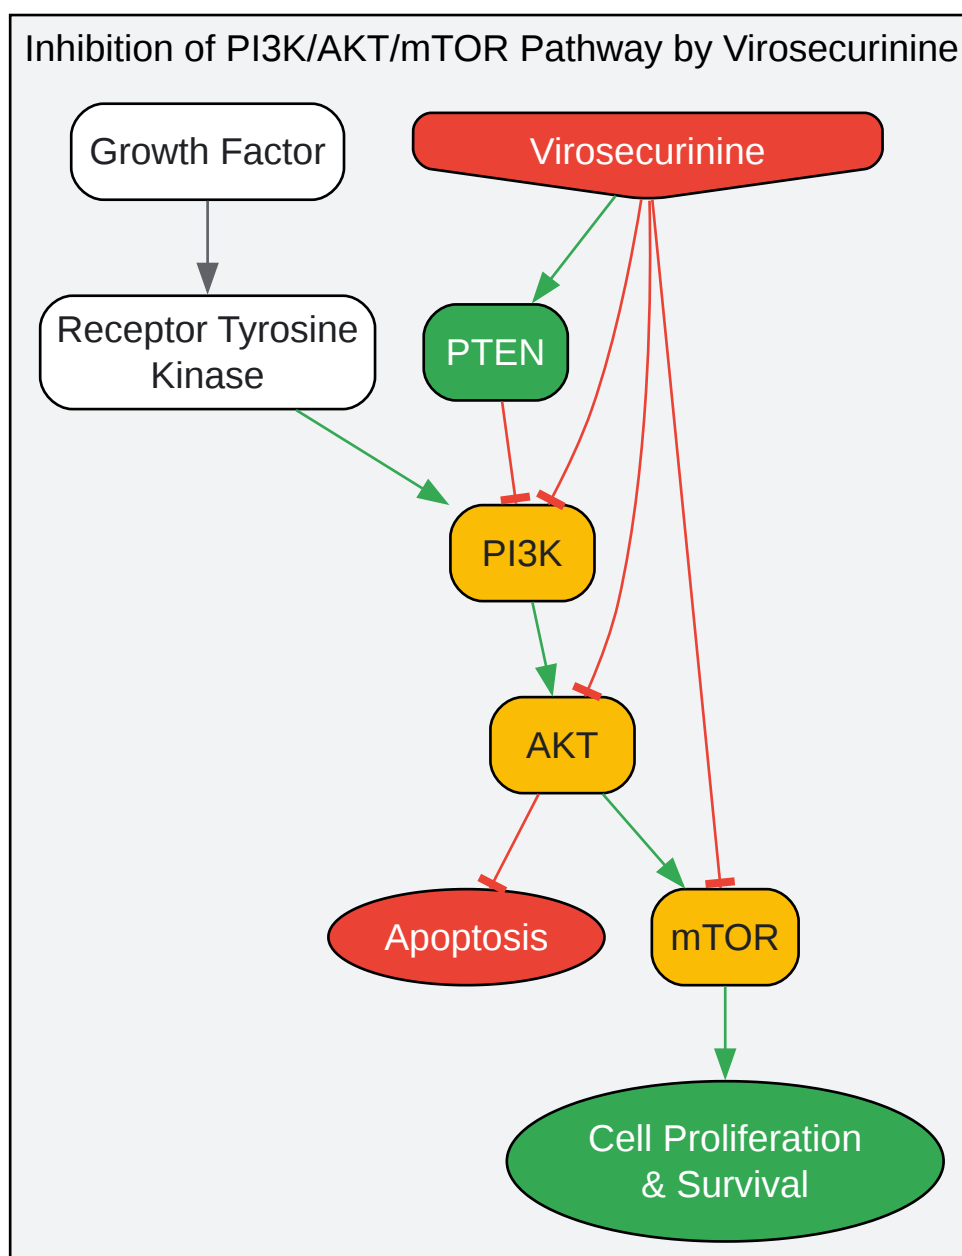 Inhibition of PI3K/AKT/mTOR Pathway by Virosecurinine
Growth Factor
Virosecurinine
Receptor Tyrosine
Kinase
PTEN
PI3K
AKT
Apoptosis
mTOR
Cell Proliferation
& Survival